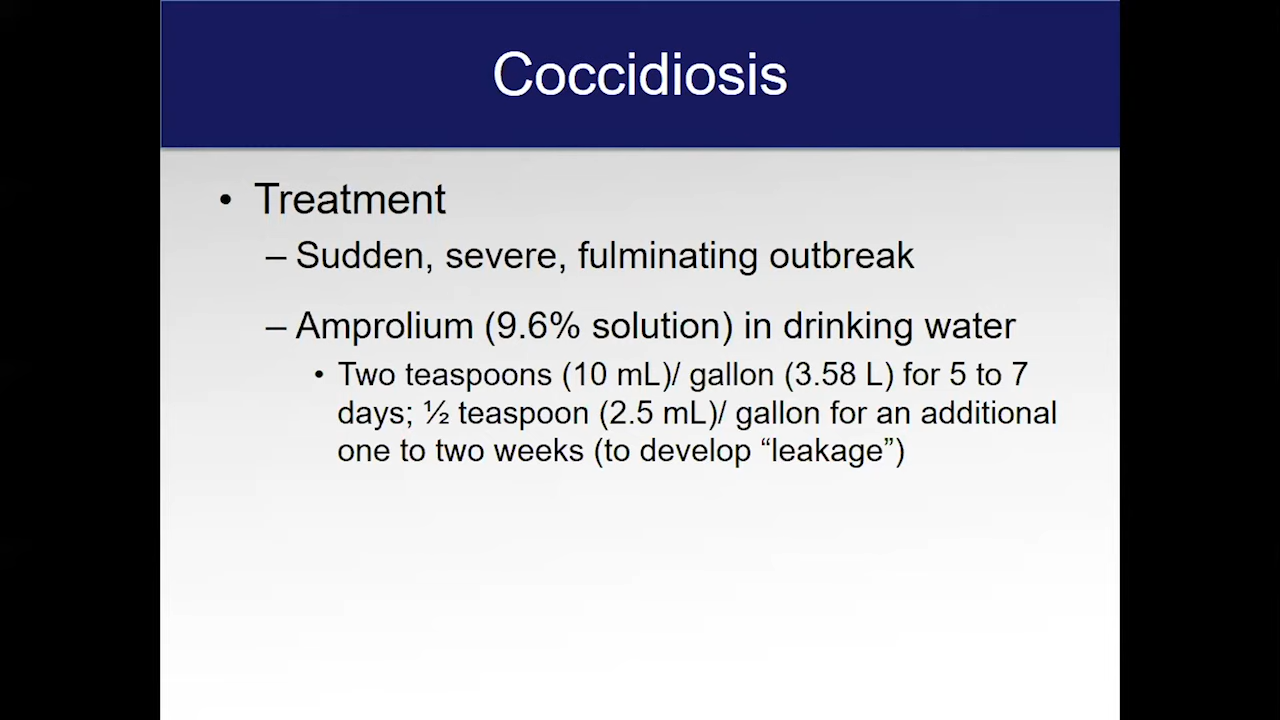 Coccidiosis
• Treatment
– Sudden, severe, fulminating outbreak
– Amprolium (9.6% solution) in drinking water
• Two teaspoons (10 mL)/ gallon (3.58 L) for 5 to 7
days; ½ teaspoon (2.5 mL)/ gallon for an additional
one to two weeks (to develop “leakage”)